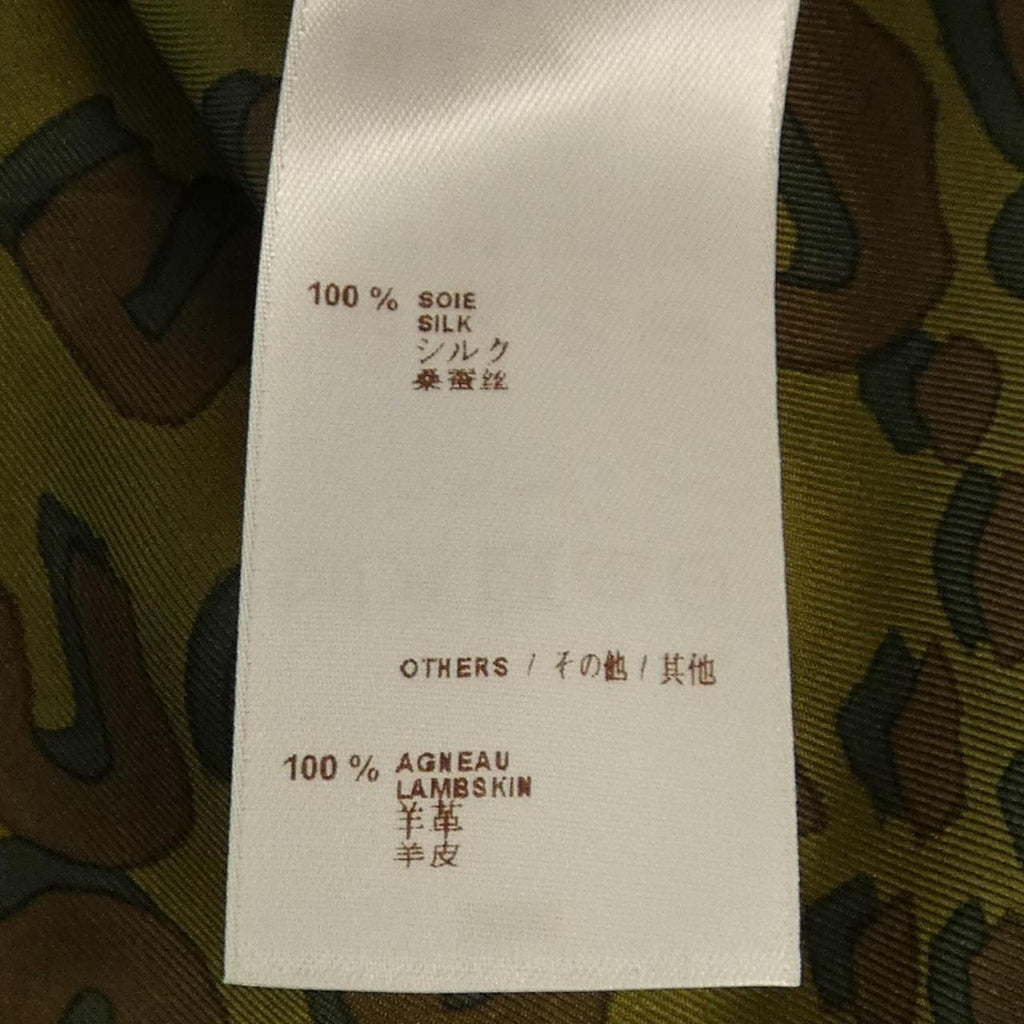 100 % SOIE
SILK
シルク
桑蚕丝
OTHERS / その他 / 其他
100 % AGNEAU
LAMBSKIN
羊革
羊皮